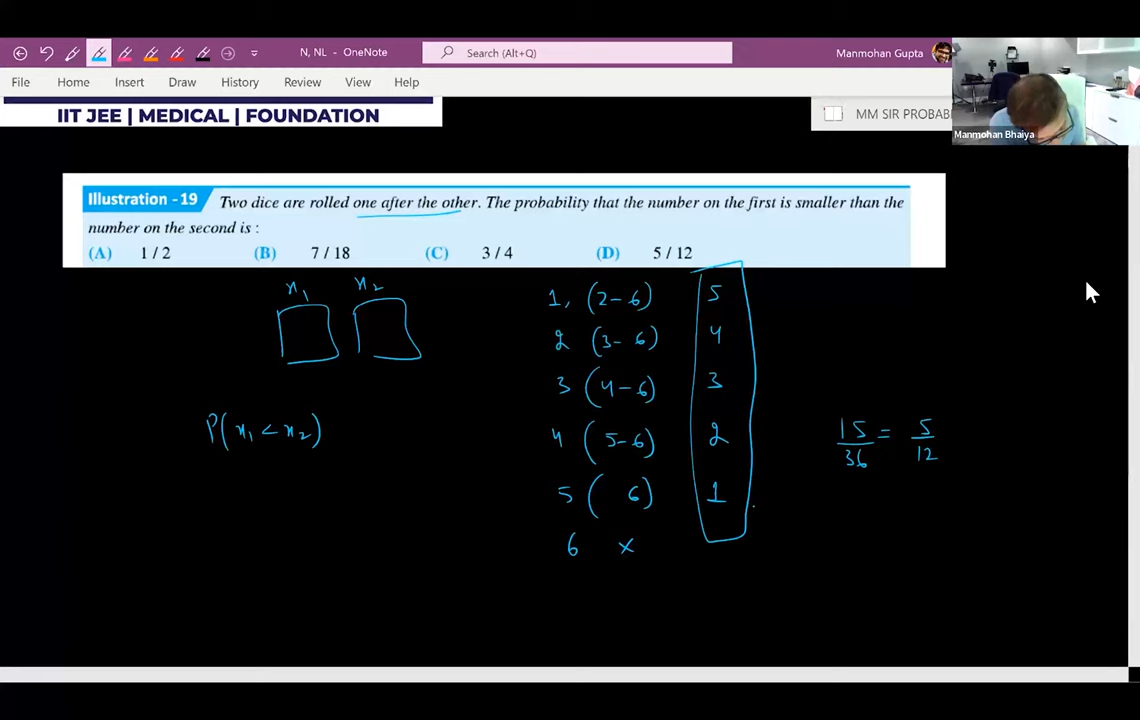 N, NL - OneNote
Search (Alt+Q)
Manmohan Gupta
File Home Insert Draw History Review View Help
IIT JEE | MEDICAL | FOUNDATION
MM SIR PROBAB
Manmohan Bhaiya
Illustration - 19 Two dice are rolled one after the other. The probability that the number on the first is smaller than the
number on the second is :
(A) 1 / 2 (B) 7 / 18 (C) 3 / 4 (D) 5 / 12
x₁ x₂
P(x₁ < x₂)
1, (2-6) 5
2 (3-6) 4
3 (4-6) 3
4 (5-6) 2
5 ( 6) 1
6 x
15/36 = 5/12